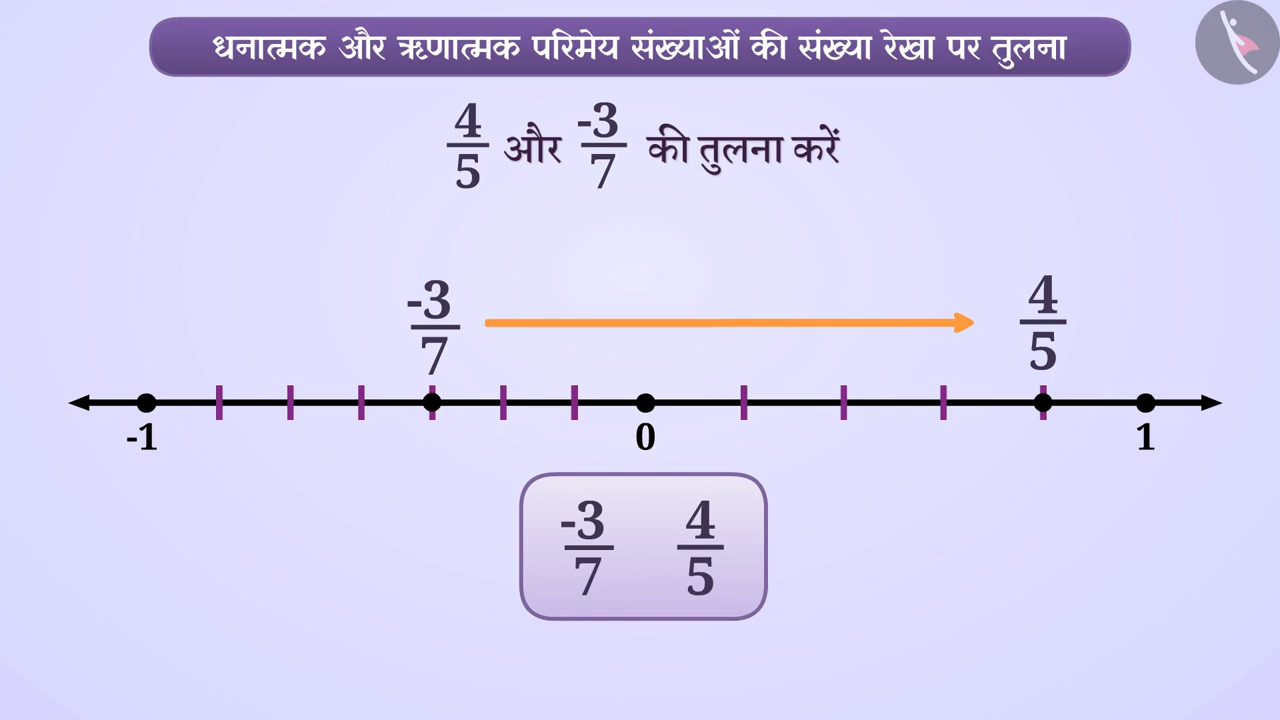 धनात्मक और ऋणात्मक परिमेय संख्याओं की संख्या रेखा पर तुलना
4/5 और -3/7 की तुलना करें
-3/7 4/5
-1 0 1
-3/7 4/5